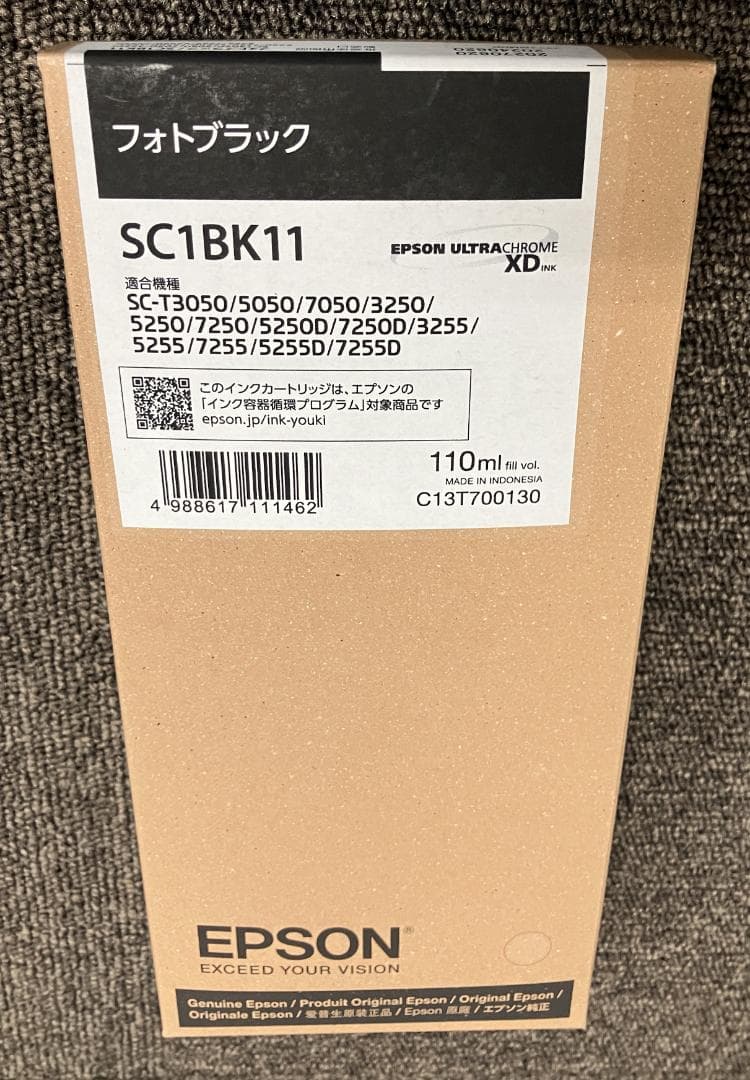 20270820
20240820
フォトブラック
SC1BK11
EPSON ULTRACHROME
XD INK
適合機種
SC-T3050/5050/7050/3250/
5250/7250/5250D/7250D/3255/
5255/7255/5255D/7255D
このインクカートリッジは、エプソンの
「インク容器循環プログラム」対象商品です
epson.jp/ink-youki
110ml fill vol.
MADE IN INDONESIA
C13T700130
4 988617 111462
EPSON®
EXCEED YOUR VISION
Genuine Epson / Produit Original Epson / Original Epson /
Originale Epson / 爱普生原装正品 / Epson 原廠 / エプソン純正